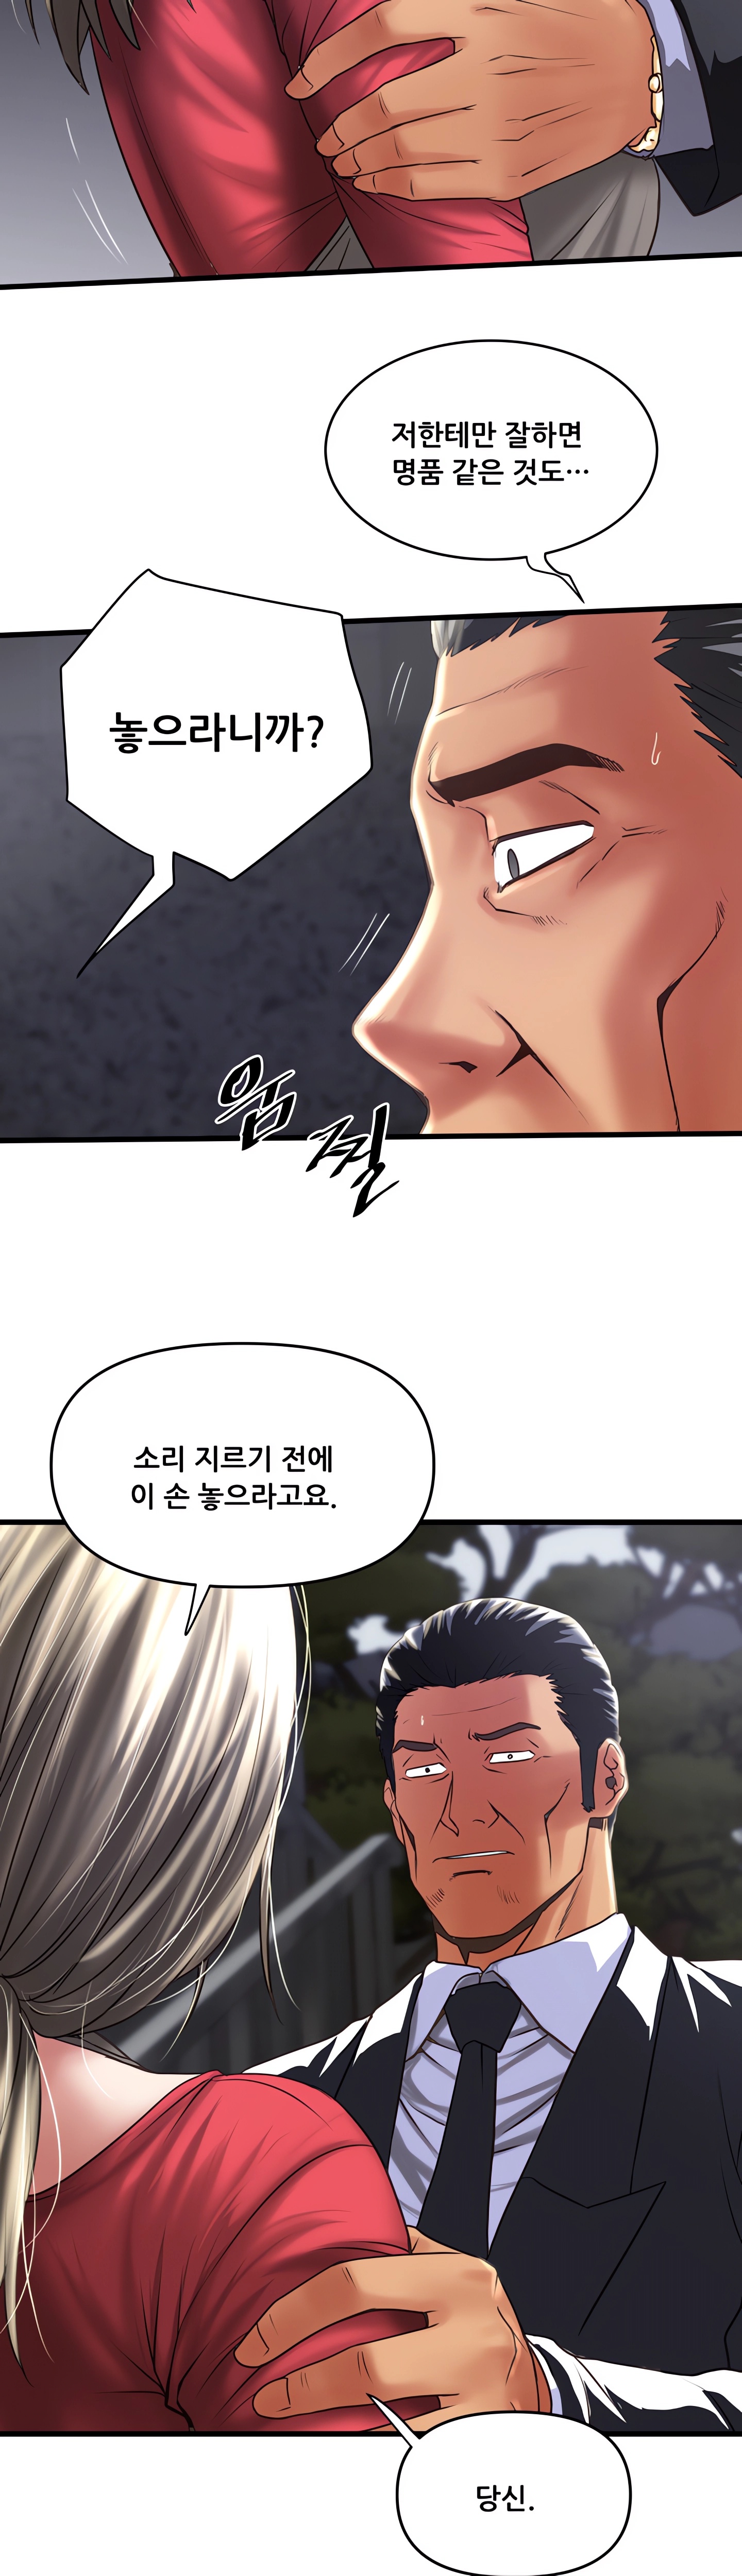 저한테만 잘하면
명품 같은 것도…
놓으라니까?
움찔
소리 지르기 전에
이 손 놓으라고요.
당신.